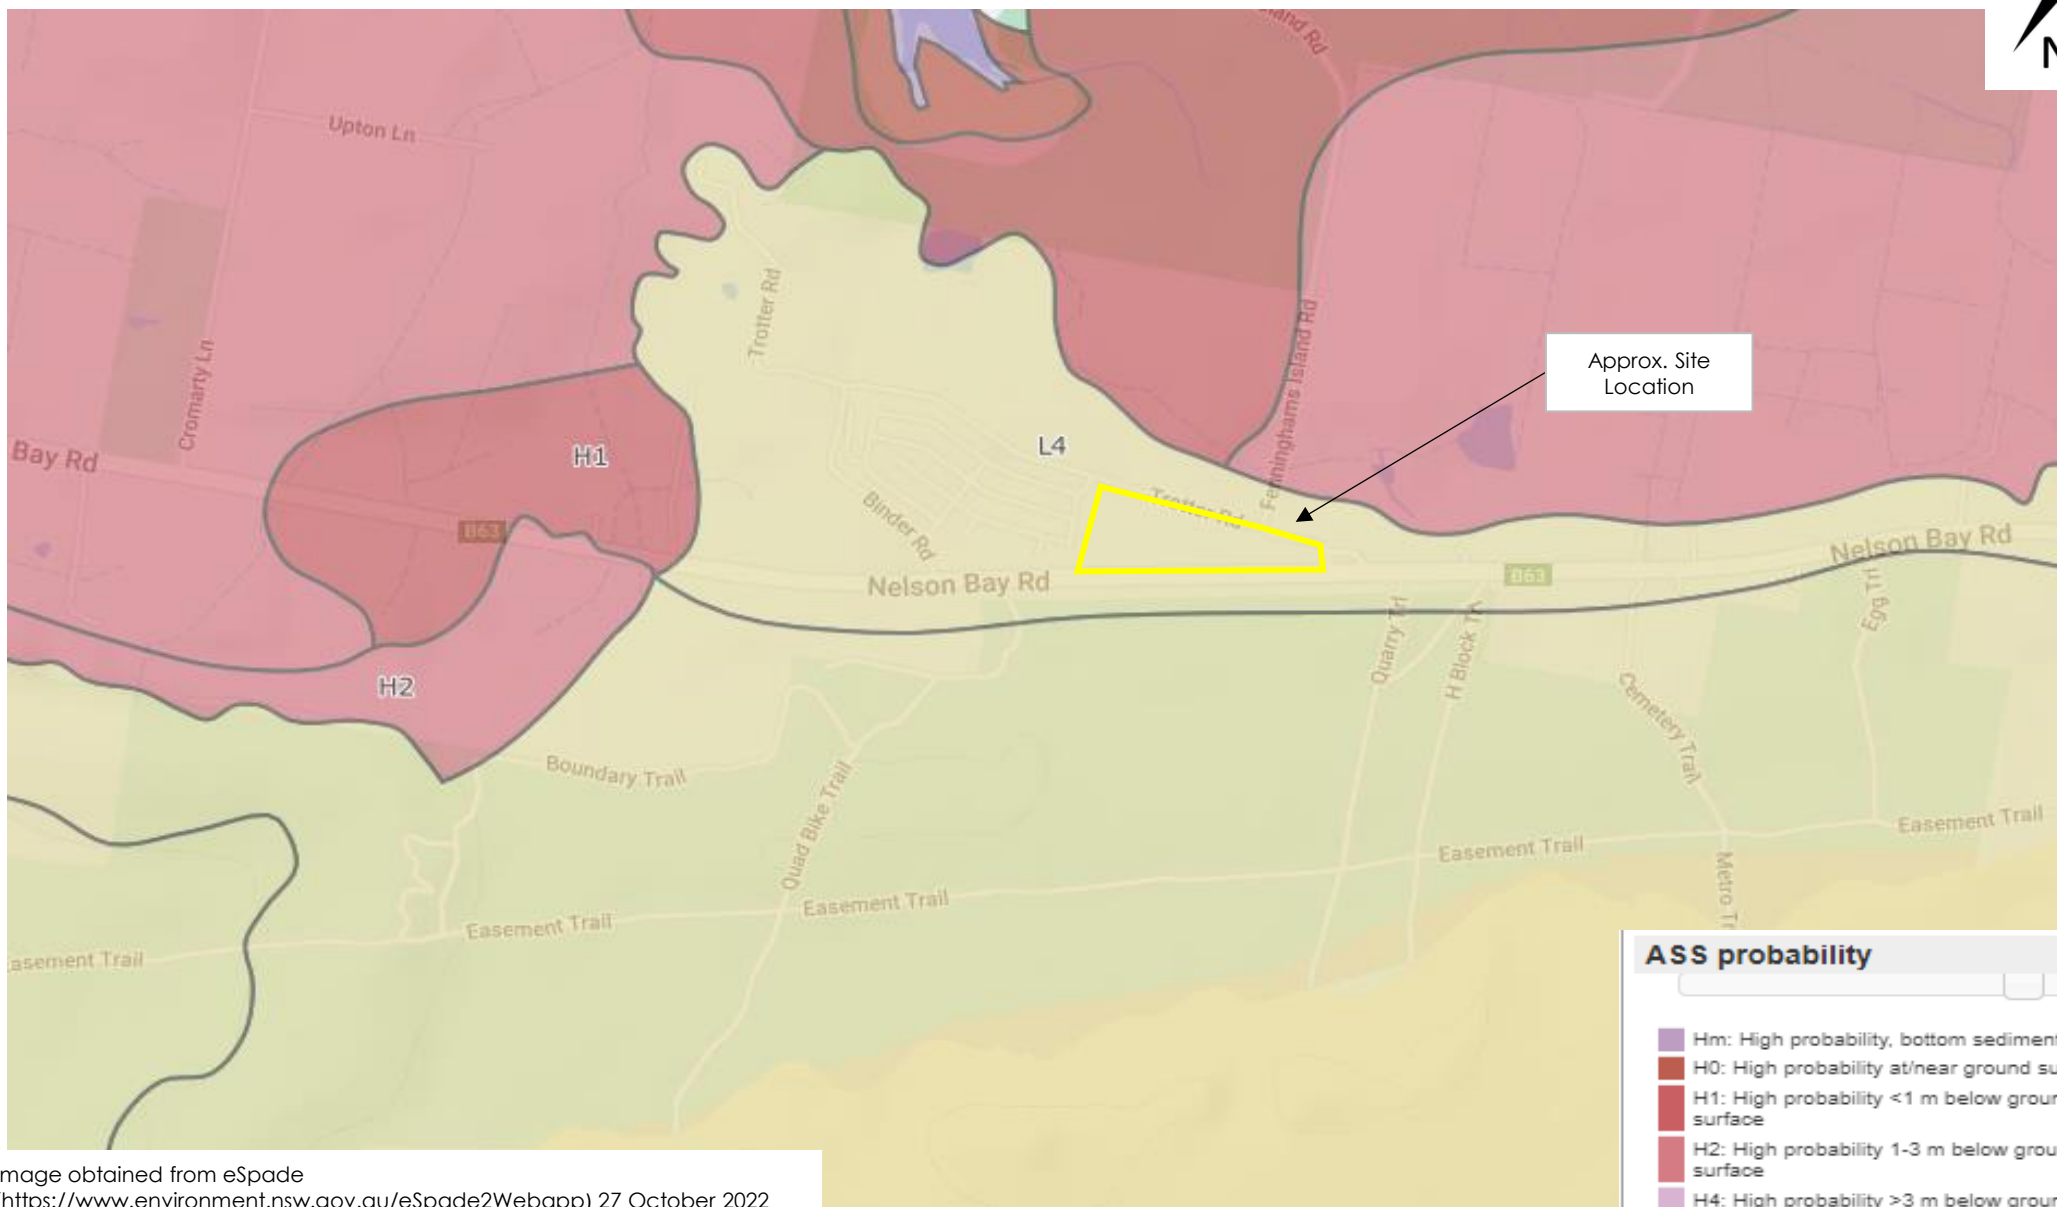 N
Upton Ln
Trotter Rd
Cromarty Ln
Fenninghams Island Rd
Approx. Site
Location
Bay Rd
H1
L4
Trotter Rd
Binder Rd
B63
Nelson Bay Rd
B63
Nelson Bay Rd
Quarry Trl
H Block Trl
Egg Trl
H2
Cemetery Trail
Boundary Trail
Quad Bike Trail
Easement Trail
Easement Trail
Metro Tr
Easement Trail
Easement Trail
asement Trail
ASS probability
Hm: High probability, bottom sediment
H0: High probability at/near ground su
H1: High probability <1 m below groun
surface
H2: High probability 1-3 m below grou
surface
H4: High probability >3 m below groun
mage obtained from eSpade
https://www.environment.nsw.gov.au/eSpade2Webapp) 27 October 2022